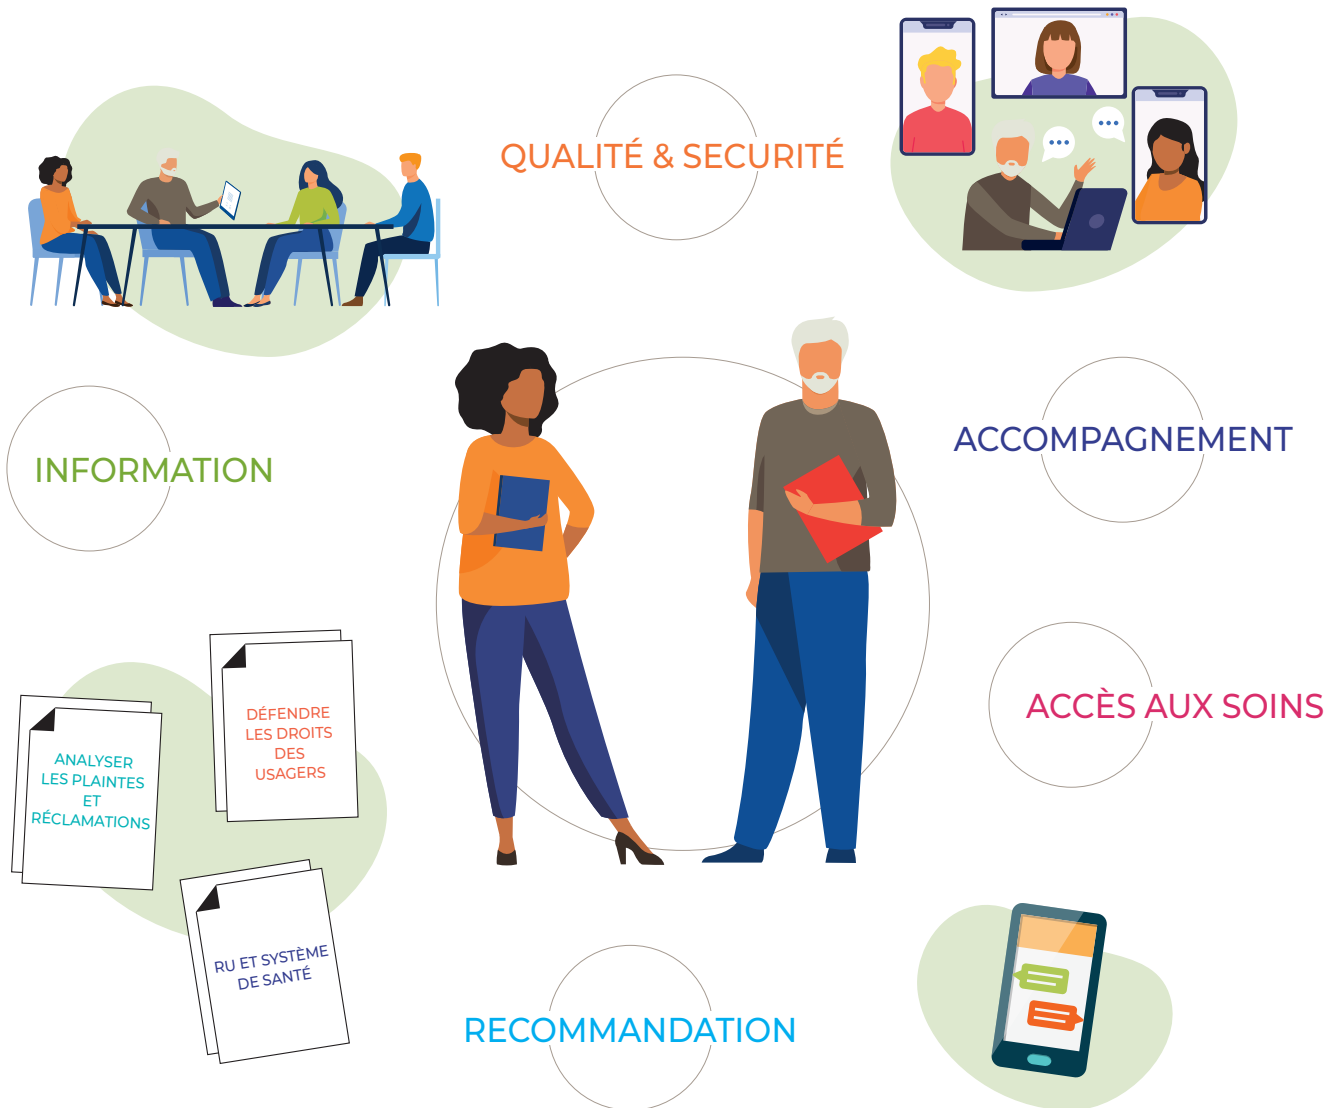 QUALITÉ & SECURITÉ
ACCOMPAGNEMENT
INFORMATION
ACCÈS AUX SOINS
DÉFENDRE
LES DROITS
DES
USAGERS
ANALYSER
LES PLAINTES
ET
RÉCLAMATIONS
RU ET SYSTÈME
DE SANTÉ
RECOMMANDATION